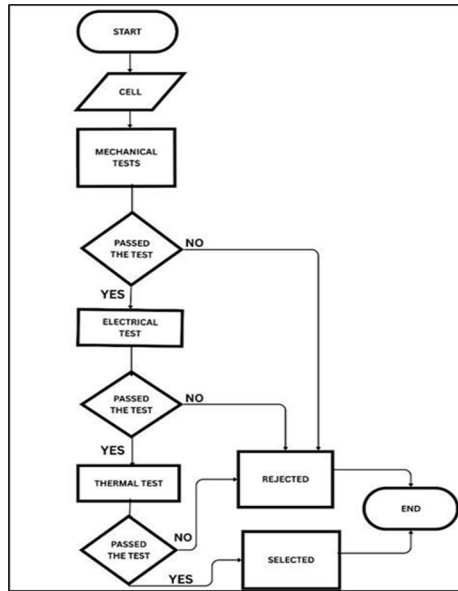 START
CELL
MECHANICAL
TESTS
PASSED
THE TEST
NO
YES
ELECTRICAL
TEST
PASSED
THE TEST
NO
YES
THERMAL TEST
REJECTED
END
PASSED
THE TEST
NO
YES
SELECTED